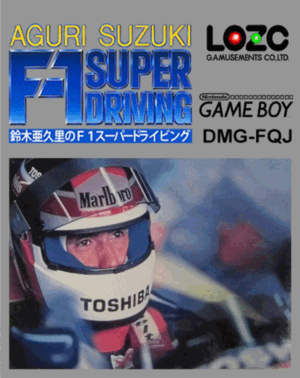 AGURI SUZUKI
F-1 SUPER
DRIVING
鈴木亜久里のF1スーパードライビング
LOZC
G.AMUSEMENTS CO.LTD.
Nintendo
GAME BOY
DMG-FQJ
Marlboro
TOSHIBA